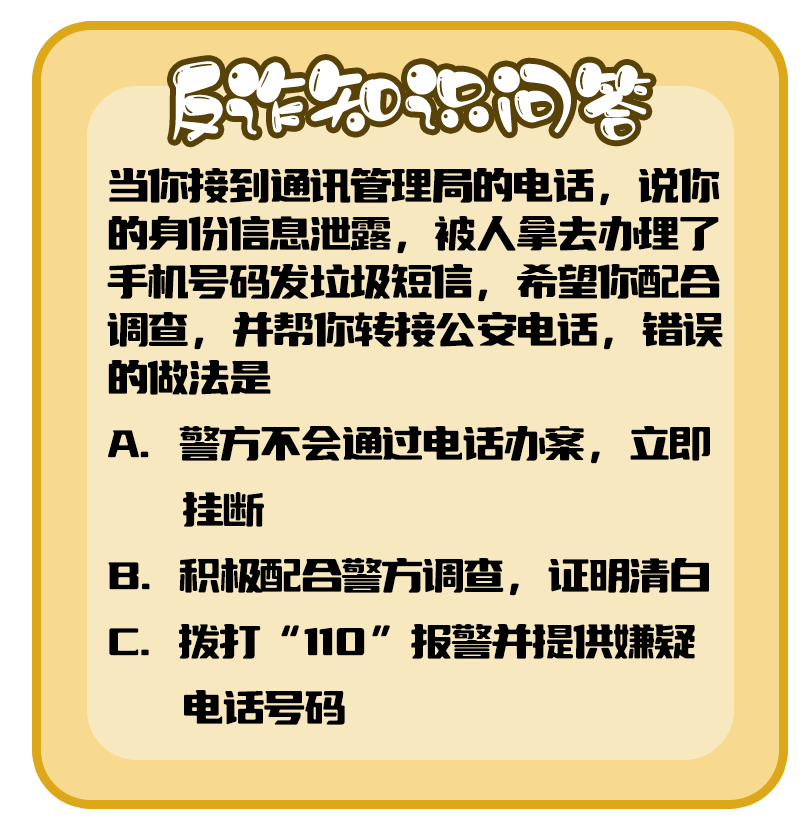 反诈知识问答
当你接到通讯管理局的电话，说你
的身份信息泄露，被人拿去办理了
手机号码发垃圾短信，希望你配合
调查，并帮你转接公安电话，错误
的做法是
A. 警方不会通过电话办案，立即
挂断
B. 积极配合警方调查，证明清白
C. 拨打“110”报警并提供嫌疑
电话号码